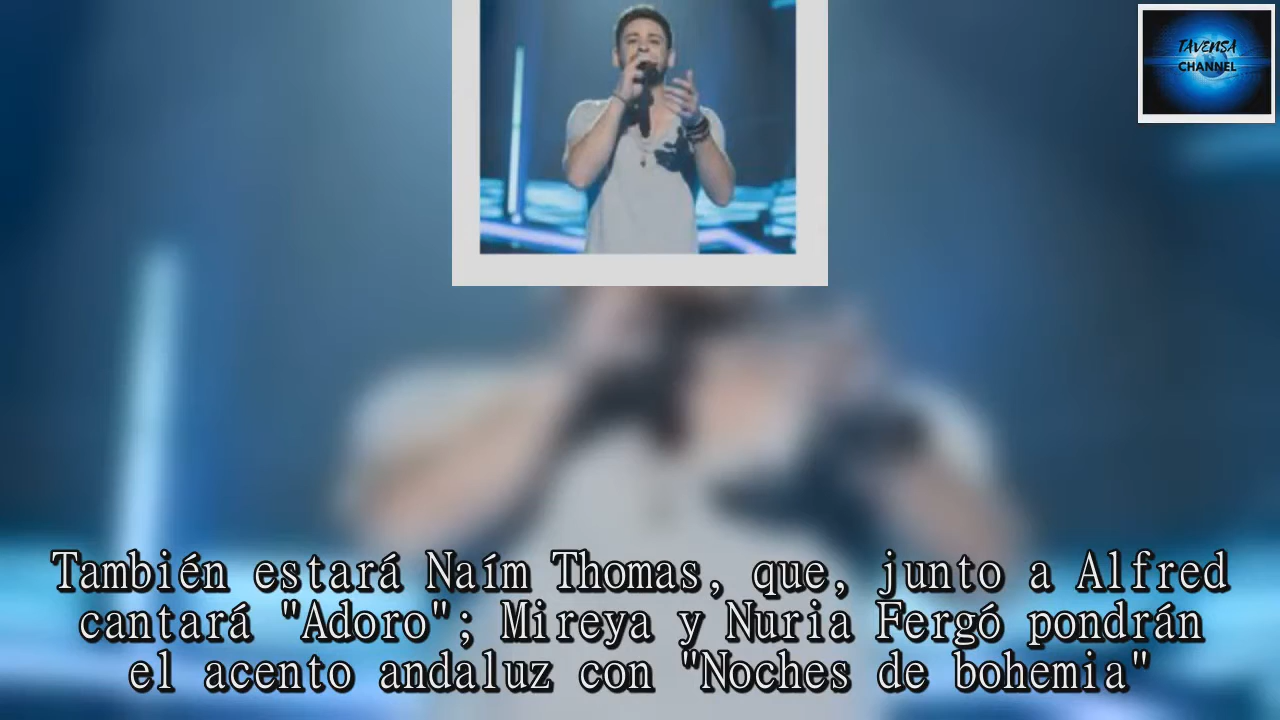 TAVENSA
CHANNEL
También estará Naím Thomas, que, junto a Alfred
cantará "Adoro"; Mireya y Nuria Fergó pondrán
el acento andaluz con "Noches de bohemia"